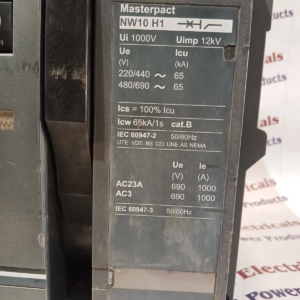 Masterpact
NW10 H1
Ui 1000V Uimp 12kV
Ue Icu
(V) (kA)
220/440 ~ 65
480/690 ~ 65
Ics = 100% Icu
Icw 65kA/1s cat.B
IEC 60947-2 50/60Hz
UTE VDC BS CEI UNE AS NEMA
Ue Ie
(V) (A)
AC23A 690 1000
AC3 690 1000
IEC 60947-3 50/60Hz